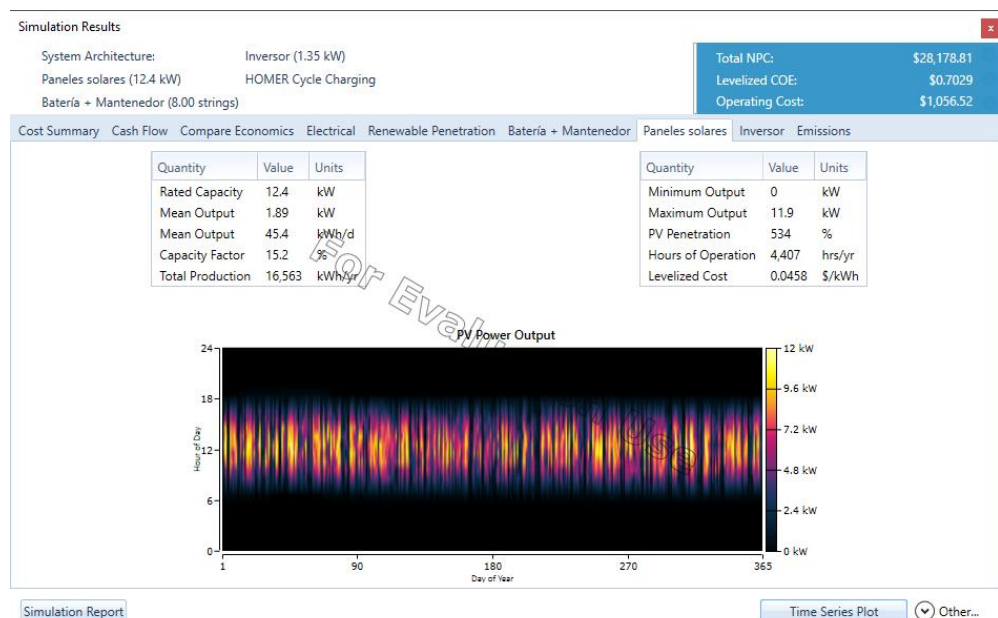 Simulation Results
x
System Architecture:
Inversor (1.35 kW)
Paneles solares (12.4 kW)
HOMER Cycle Charging
Batería + Mantenedor (8.00 strings)
Total NPC: $28,178.81
Levelized COE: $0.7029
Operating Cost: $1,056.52
Cost Summary Cash Flow Compare Economics Electrical Renewable Penetration Batería + Mantenedor Paneles solares Inversor Emissions
Quantity Value Units
Rated Capacity 12.4 kW
Mean Output 1.89 kW
Mean Output 45.4 kWh/d
Capacity Factor 15.2 %
Total Production 16,563 kWh/yr
Quantity Value Units
Minimum Output 0 kW
Maximum Output 11.9 kW
PV Penetration 534 %
Hours of Operation 4,407 hrs/yr
Levelized Cost 0.0458 $/kWh
For
PV Power Output
24
18
12
6
0
Hour of Day
1 90 180 270 365
Day of Year
12 kW
9.6 kW
7.2 kW
4.8 kW
2.4 kW
0 kW
Simulation Report
Time Series Plot
Other...